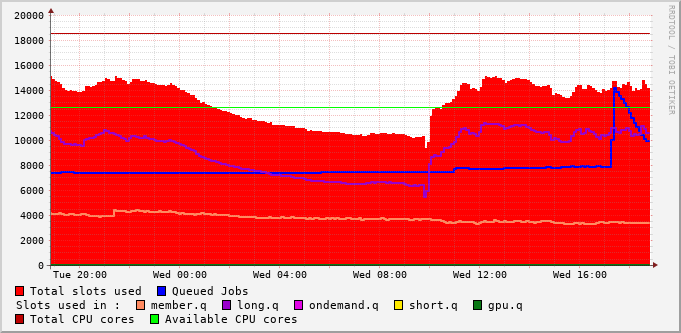 20000
18000
16000
14000
12000
10000
8000
6000
4000
2000
0
Tue 20:00 Wed 00:00 Wed 04:00 Wed 08:00 Wed 12:00 Wed 16:00
Total slots used Queued Jobs
Slots used in : member.q long.q ondemand.q short.q gpu.q
Total CPU cores Available CPU cores
RRDTOOL / TOBI OETIKER